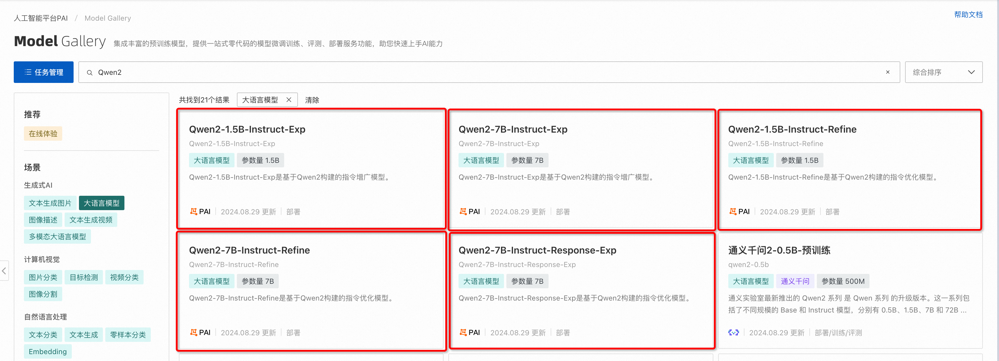 人工智能平台PAI / Model Gallery
帮助文档
Model Gallery 集成丰富的预训练模型，提供一站式零代码的模型微调训练、评测、部署服务功能，助您快速上手AI能力
任务管理
Qwen2
综合排序
推荐
在线体验
场景
生成式AI
文本生成图片 大语言模型
图像描述 文本生成视频
多模态大语言模型
计算机视觉
图片分类 目标检测 视频分类
图像分割
自然语言处理
文本分类 文本生成 零样本分类
Embedding
共找到21个结果 大语言模型 清除
Qwen2-1.5B-Instruct-Exp
Qwen2-1.5B-Instruct-Exp
大语言模型 参数量 1.5B
Qwen2-1.5B-Instruct-Exp是基于Qwen2构建的指令增广模型。
PAI 2024.08.29 更新 部署
Qwen2-7B-Instruct-Exp
Qwen2-7B-Instruct-Exp
大语言模型 参数量 7B
Qwen2-7B-Instruct-Exp是基于Qwen2构建的指令增广模型。
PAI 2024.08.29 更新 部署
Qwen2-1.5B-Instruct-Refine
Qwen2-1.5B-Instruct-Refine
大语言模型 参数量 1.5B
Qwen2-1.5B-Instruct-Refine是基于Qwen2构建的指令优化模型。
PAI 2024.08.29 更新 部署
Qwen2-7B-Instruct-Refine
Qwen2-7B-Instruct-Refine
大语言模型 参数量 7B
Qwen2-7B-Instruct-Refine是基于Qwen2构建的指令优化模型。
PAI 2024.08.29 更新 部署
Qwen2-7B-Instruct-Response-Exp
Qwen2-7B-Instruct-Response-Exp
大语言模型 参数量 7B
Qwen2-7B-Instruct-Response-Exp是基于Qwen2构建的指令优化模型。
PAI 2024.08.29 更新 部署
通义千问2-0.5B-预训练
qwen2-0.5b
大语言模型 通义千问 参数量 500M
通义实验室最新推出的 Qwen2 系列 是 Qwen 系列 的升级版本。这一系列包
括了不同规模的 Base 和 Instruct 模型，分别有 0.5B、1.5B、7B 和 72B ...
2024.08.29 更新 部署/训练/评测